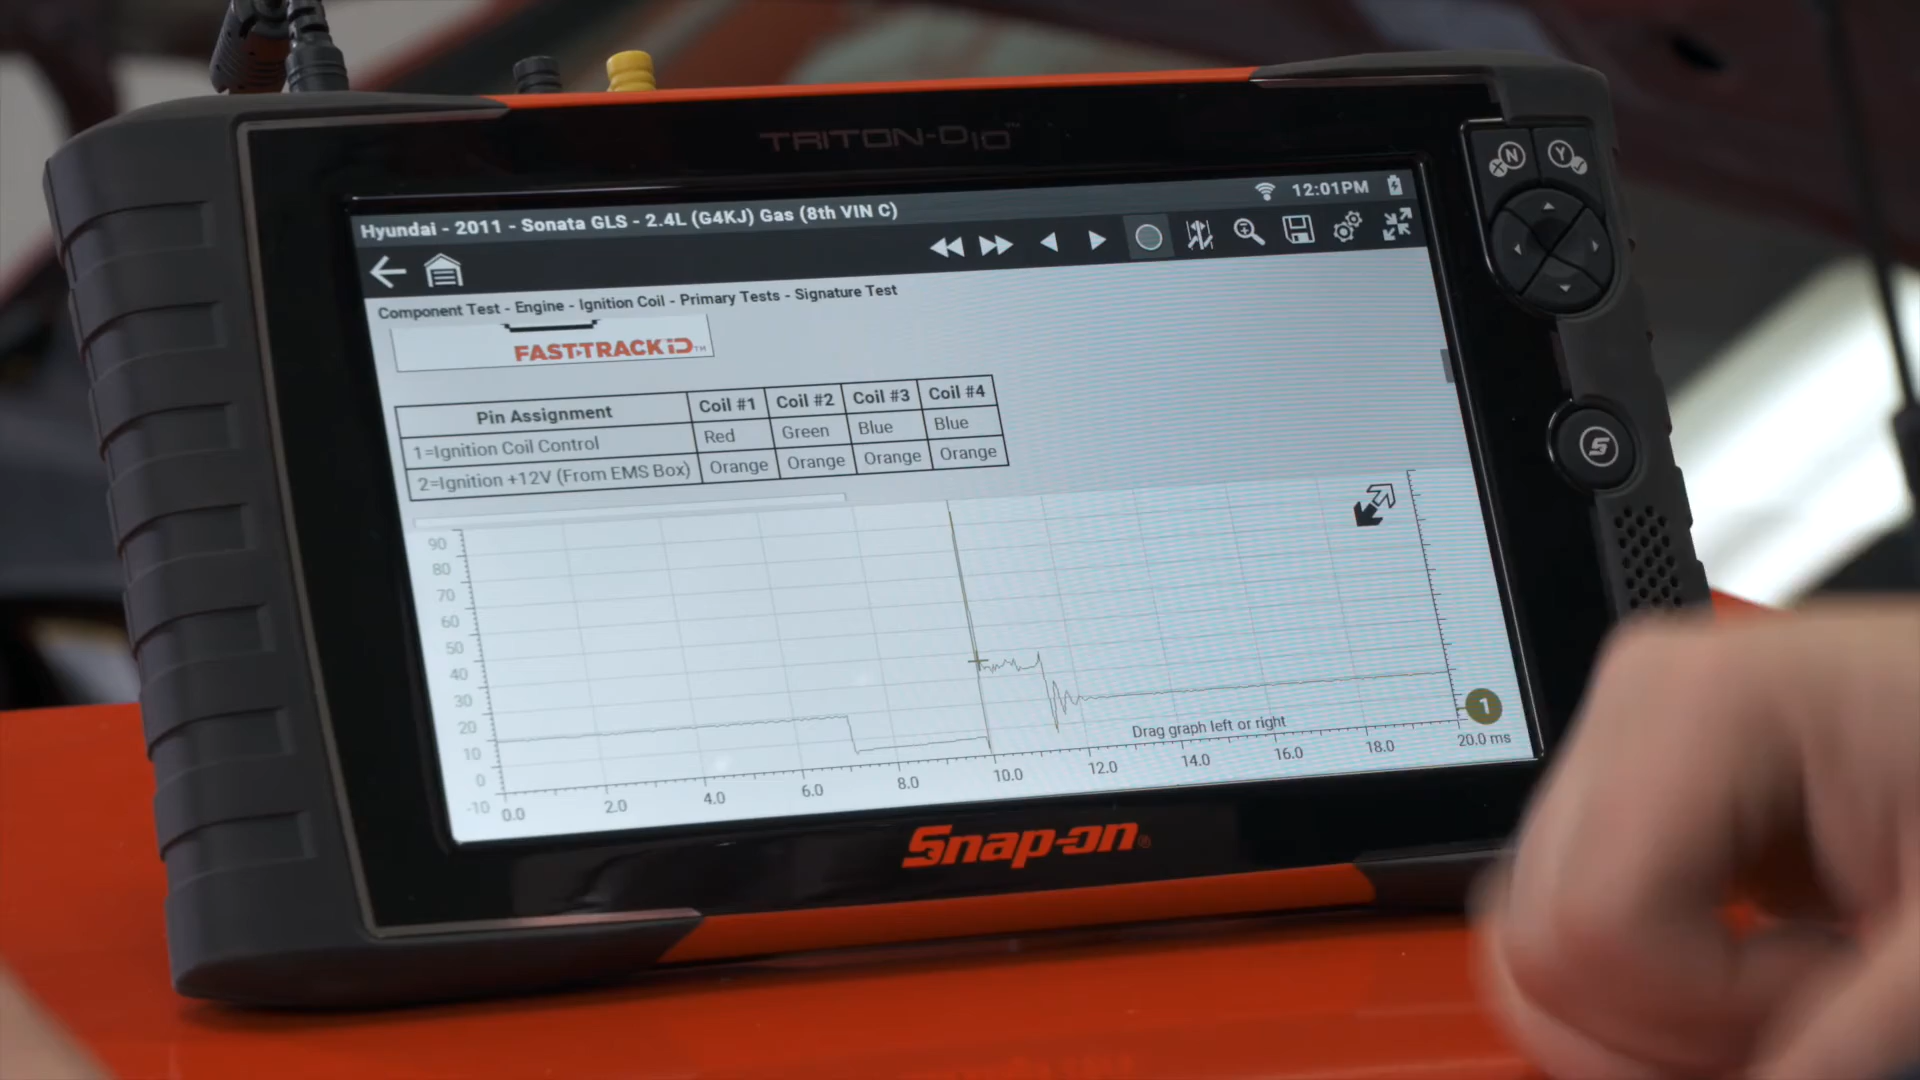 TRITON-D10™
N Y
12:01PM
Hyundai - 2011 - Sonata GLS - 2.4L (G4KJ) Gas (8th VIN C)
Component Test - Engine - Ignition Coil - Primary Tests - Signature Test
FAST-TRACK iD™
Pin Assignment Coil #1 Coil #2 Coil #3 Coil #4
1=Ignition Coil Control Red Green Blue Blue
2=Ignition +12V (From EMS Box) Orange Orange Orange Orange
90
80
70
60
50
40
30
20
10
0
-10
1
Drag graph left or right
0.0 2.0 4.0 6.0 8.0 10.0 12.0 14.0 16.0 18.0 20.0 ms
Snap-on®